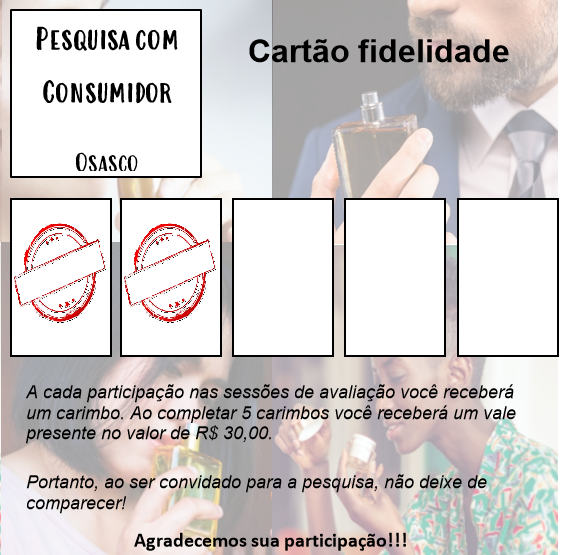 PESQUISA COM
CONSUMIDOR
OSASCO
Cartão fidelidade
A cada participação nas sessões de avaliação você receberá
um carimbo. Ao completar 5 carimbos você receberá um vale
presente no valor de R$ 30,00.
Portanto, ao ser convidado para a pesquisa, não deixe de
comparecer!
Agradecemos sua participação!!!